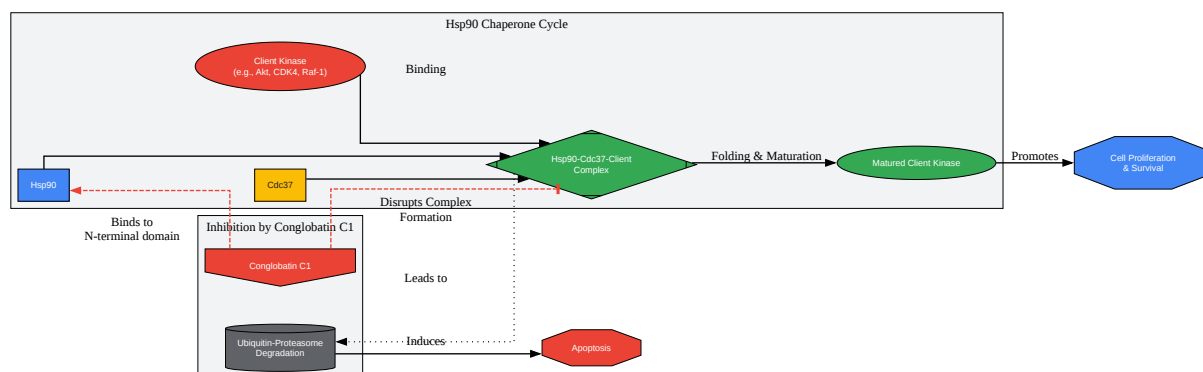 Hsp90 Chaperone Cycle
Client Kinase
(e.g., Akt, CDK4, Raf-1)
Binding
Hsp90-Cdc37-Client
Complex
Folding & Maturation
Matured Client Kinase
Promotes
Cell Proliferation
& Survival
Hsp90
Cdc37
Disrupts Complex
Formation
Binds to
N-terminal domain
Inhibition by Conglobatin C1
Conglobatin C1
Leads to
Ubiquitin-Proteasome
Degradation
Induces
Apoptosis